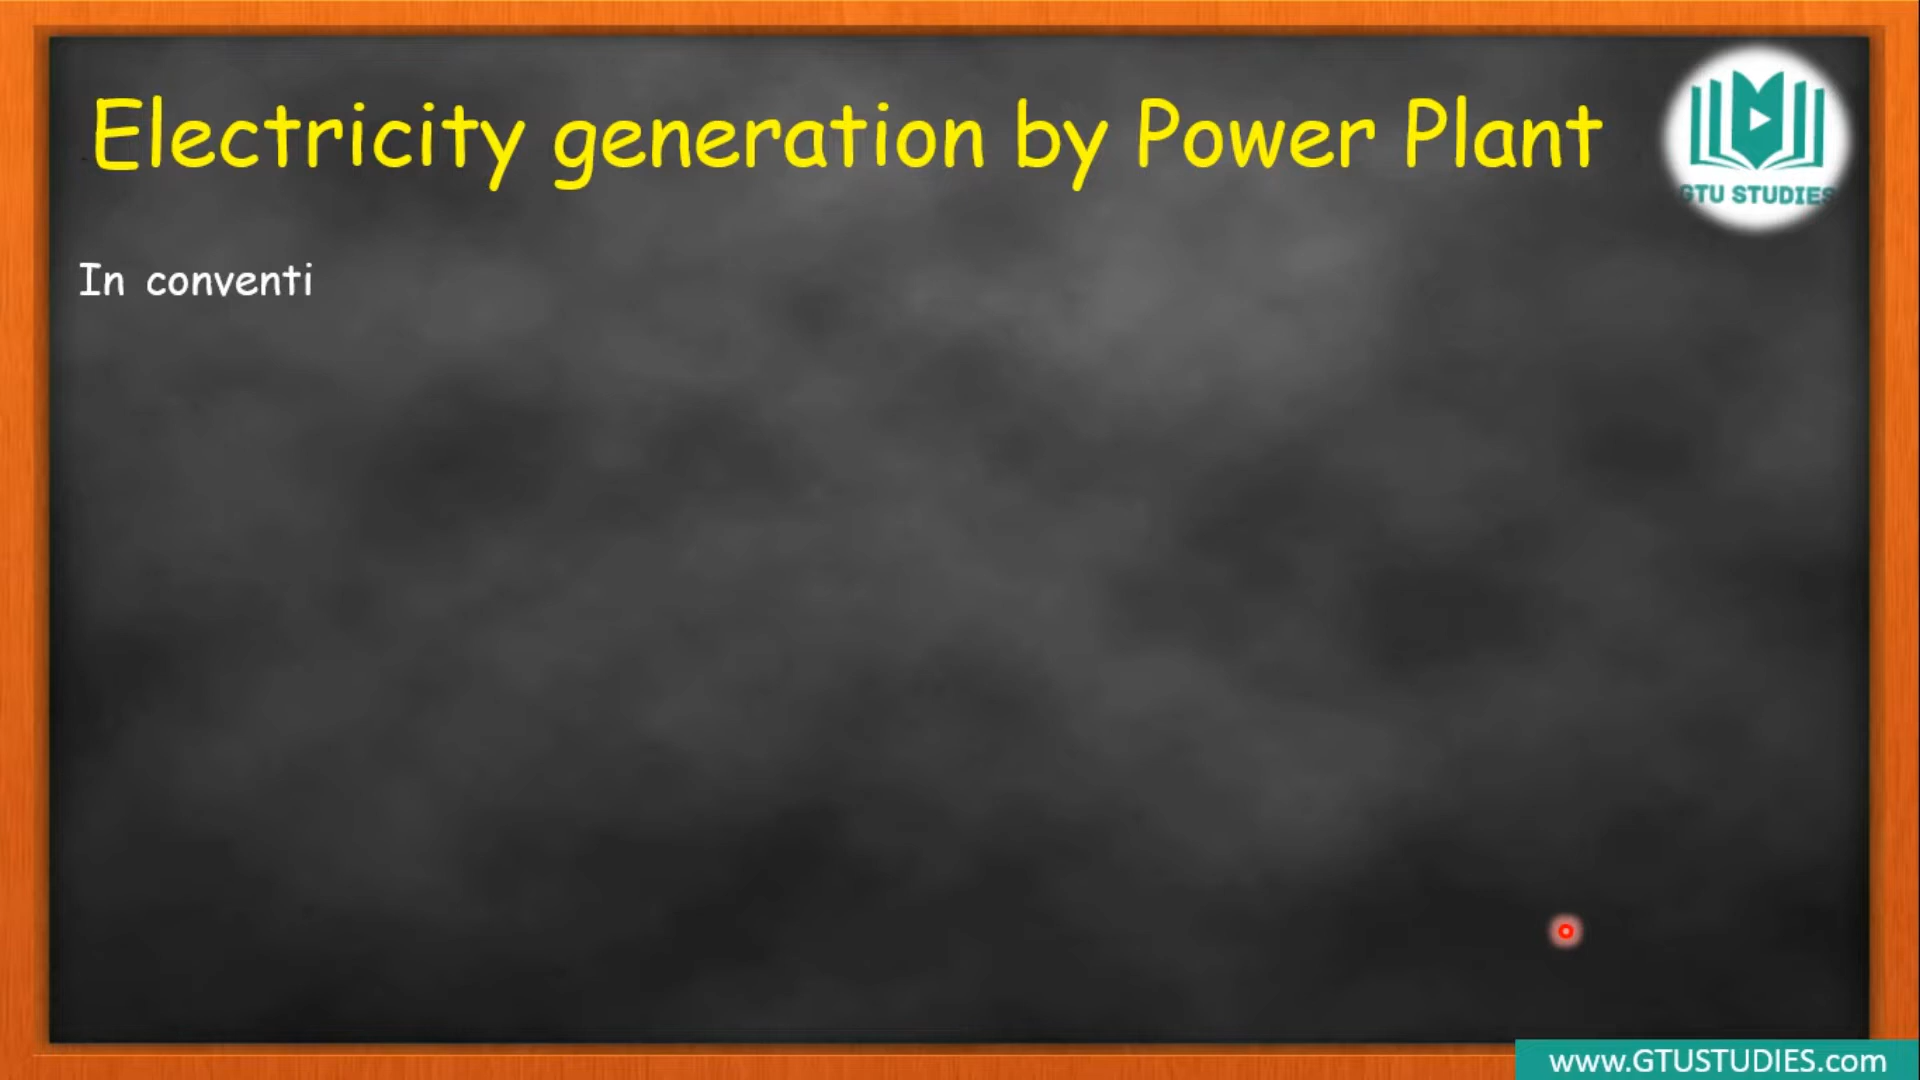 Electricity generation by Power Plant
GTU STUDIES
In conventi
www.GTUSTUDIES.com